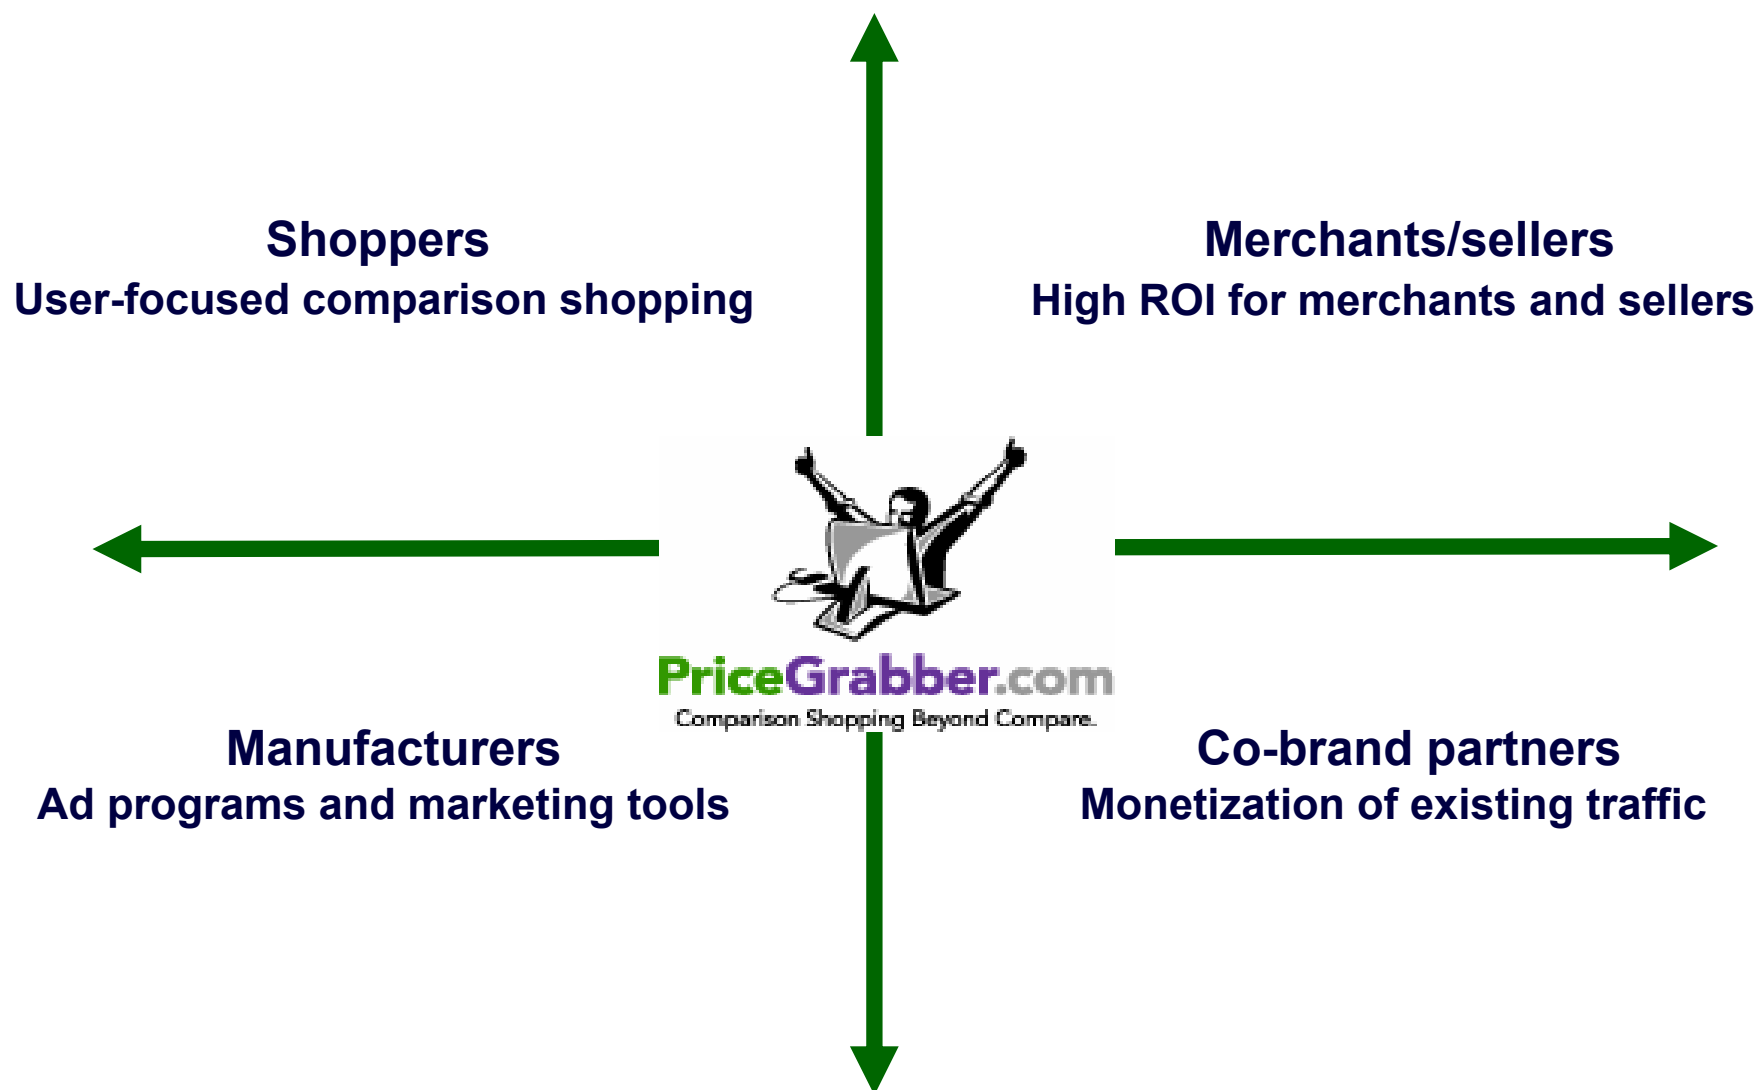 Shoppers
User-focused comparison shopping
Merchants/sellers
High ROI for merchants and sellers
PriceGrabber.com
Comparison Shopping Beyond Compare.
Manufacturers
Ad programs and marketing tools
Co-brand partners
Monetization of existing traffic